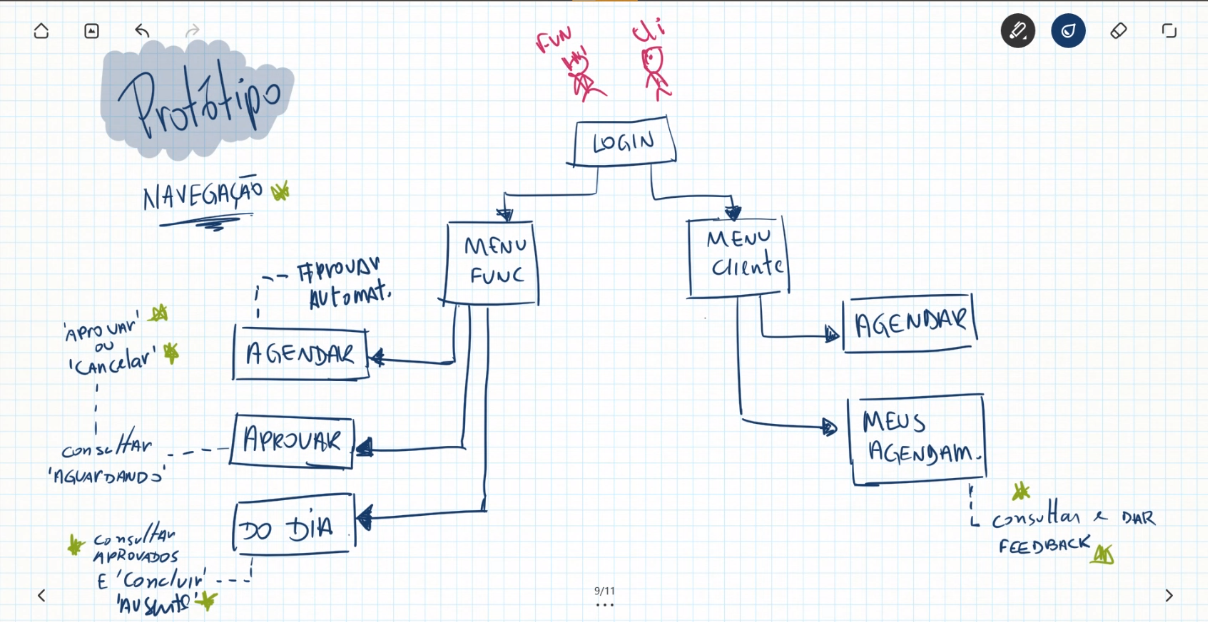 FUN
Cli
Protótipo
LOGIN
NAVEGAÇÃO
MENU
FUNC
MENU
Cliente
APROVAR
AUTOMAT.
'APROVAR'
OU
'CANCElAr'
AGENDAR
AGENDAR
CONSULTAR
'AGUARDANDO'
APROVAR
MEUS
AGENDAM.
DO DIA
CONSULTAR
APROVADOS
E 'CONCLUIR'
'AUSENTE'
CONSULTAR E DAR
FEEDBACK
9/11